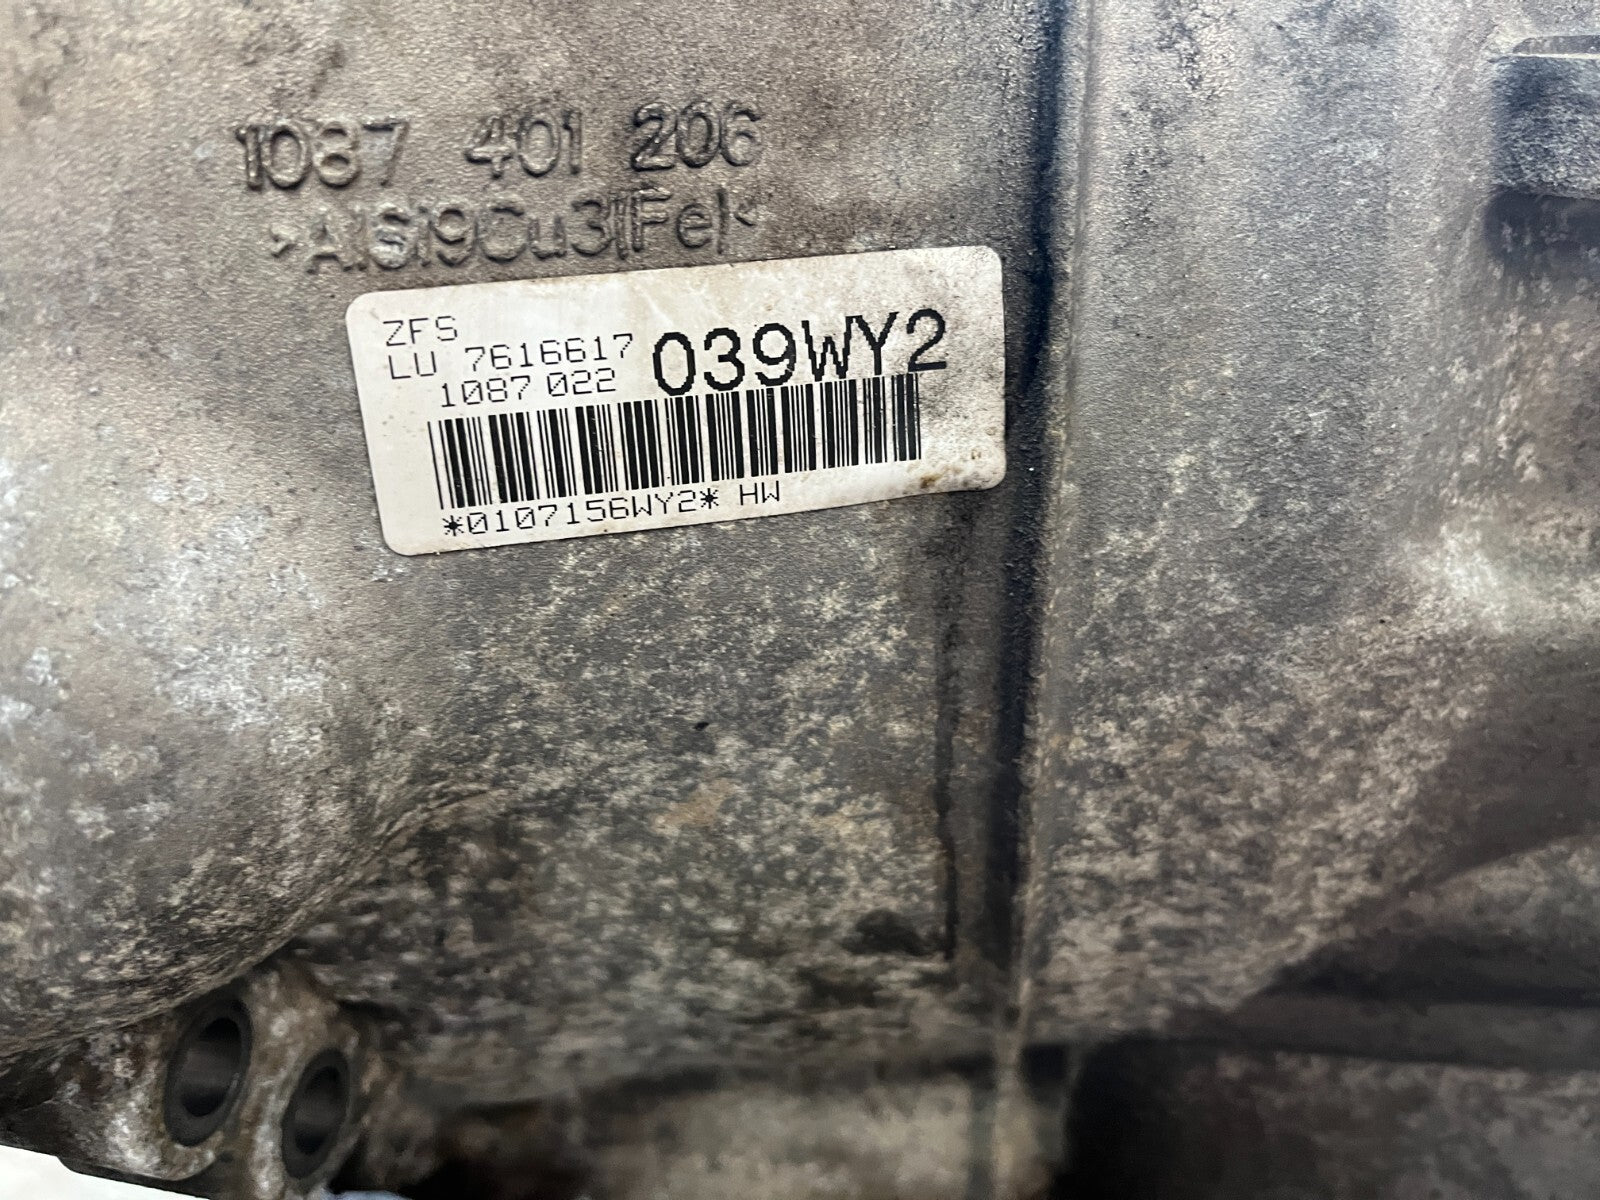 1087 401 206
>AlSi9Cu3(Fe)<
ZFS
LU 7616617 039WY2
1087 022
*0107156WY2* HW